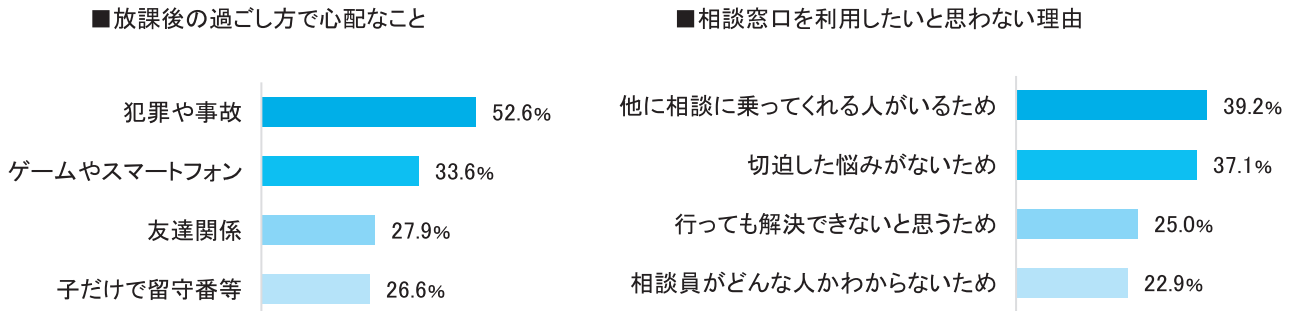 ■放課後の過ごし方で心配なこと
犯罪や事故 52.6%
ゲームやスマートフォン 33.6%
友達関係 27.9%
子だけで留守番等 26.6%
■相談窓口を利用したいと思わない理由
他に相談に乗ってくれる人がいるため 39.2%
切迫した悩みがないため 37.1%
行っても解決できないと思うため 25.0%
相談員がどんな人かわからないため 22.9%